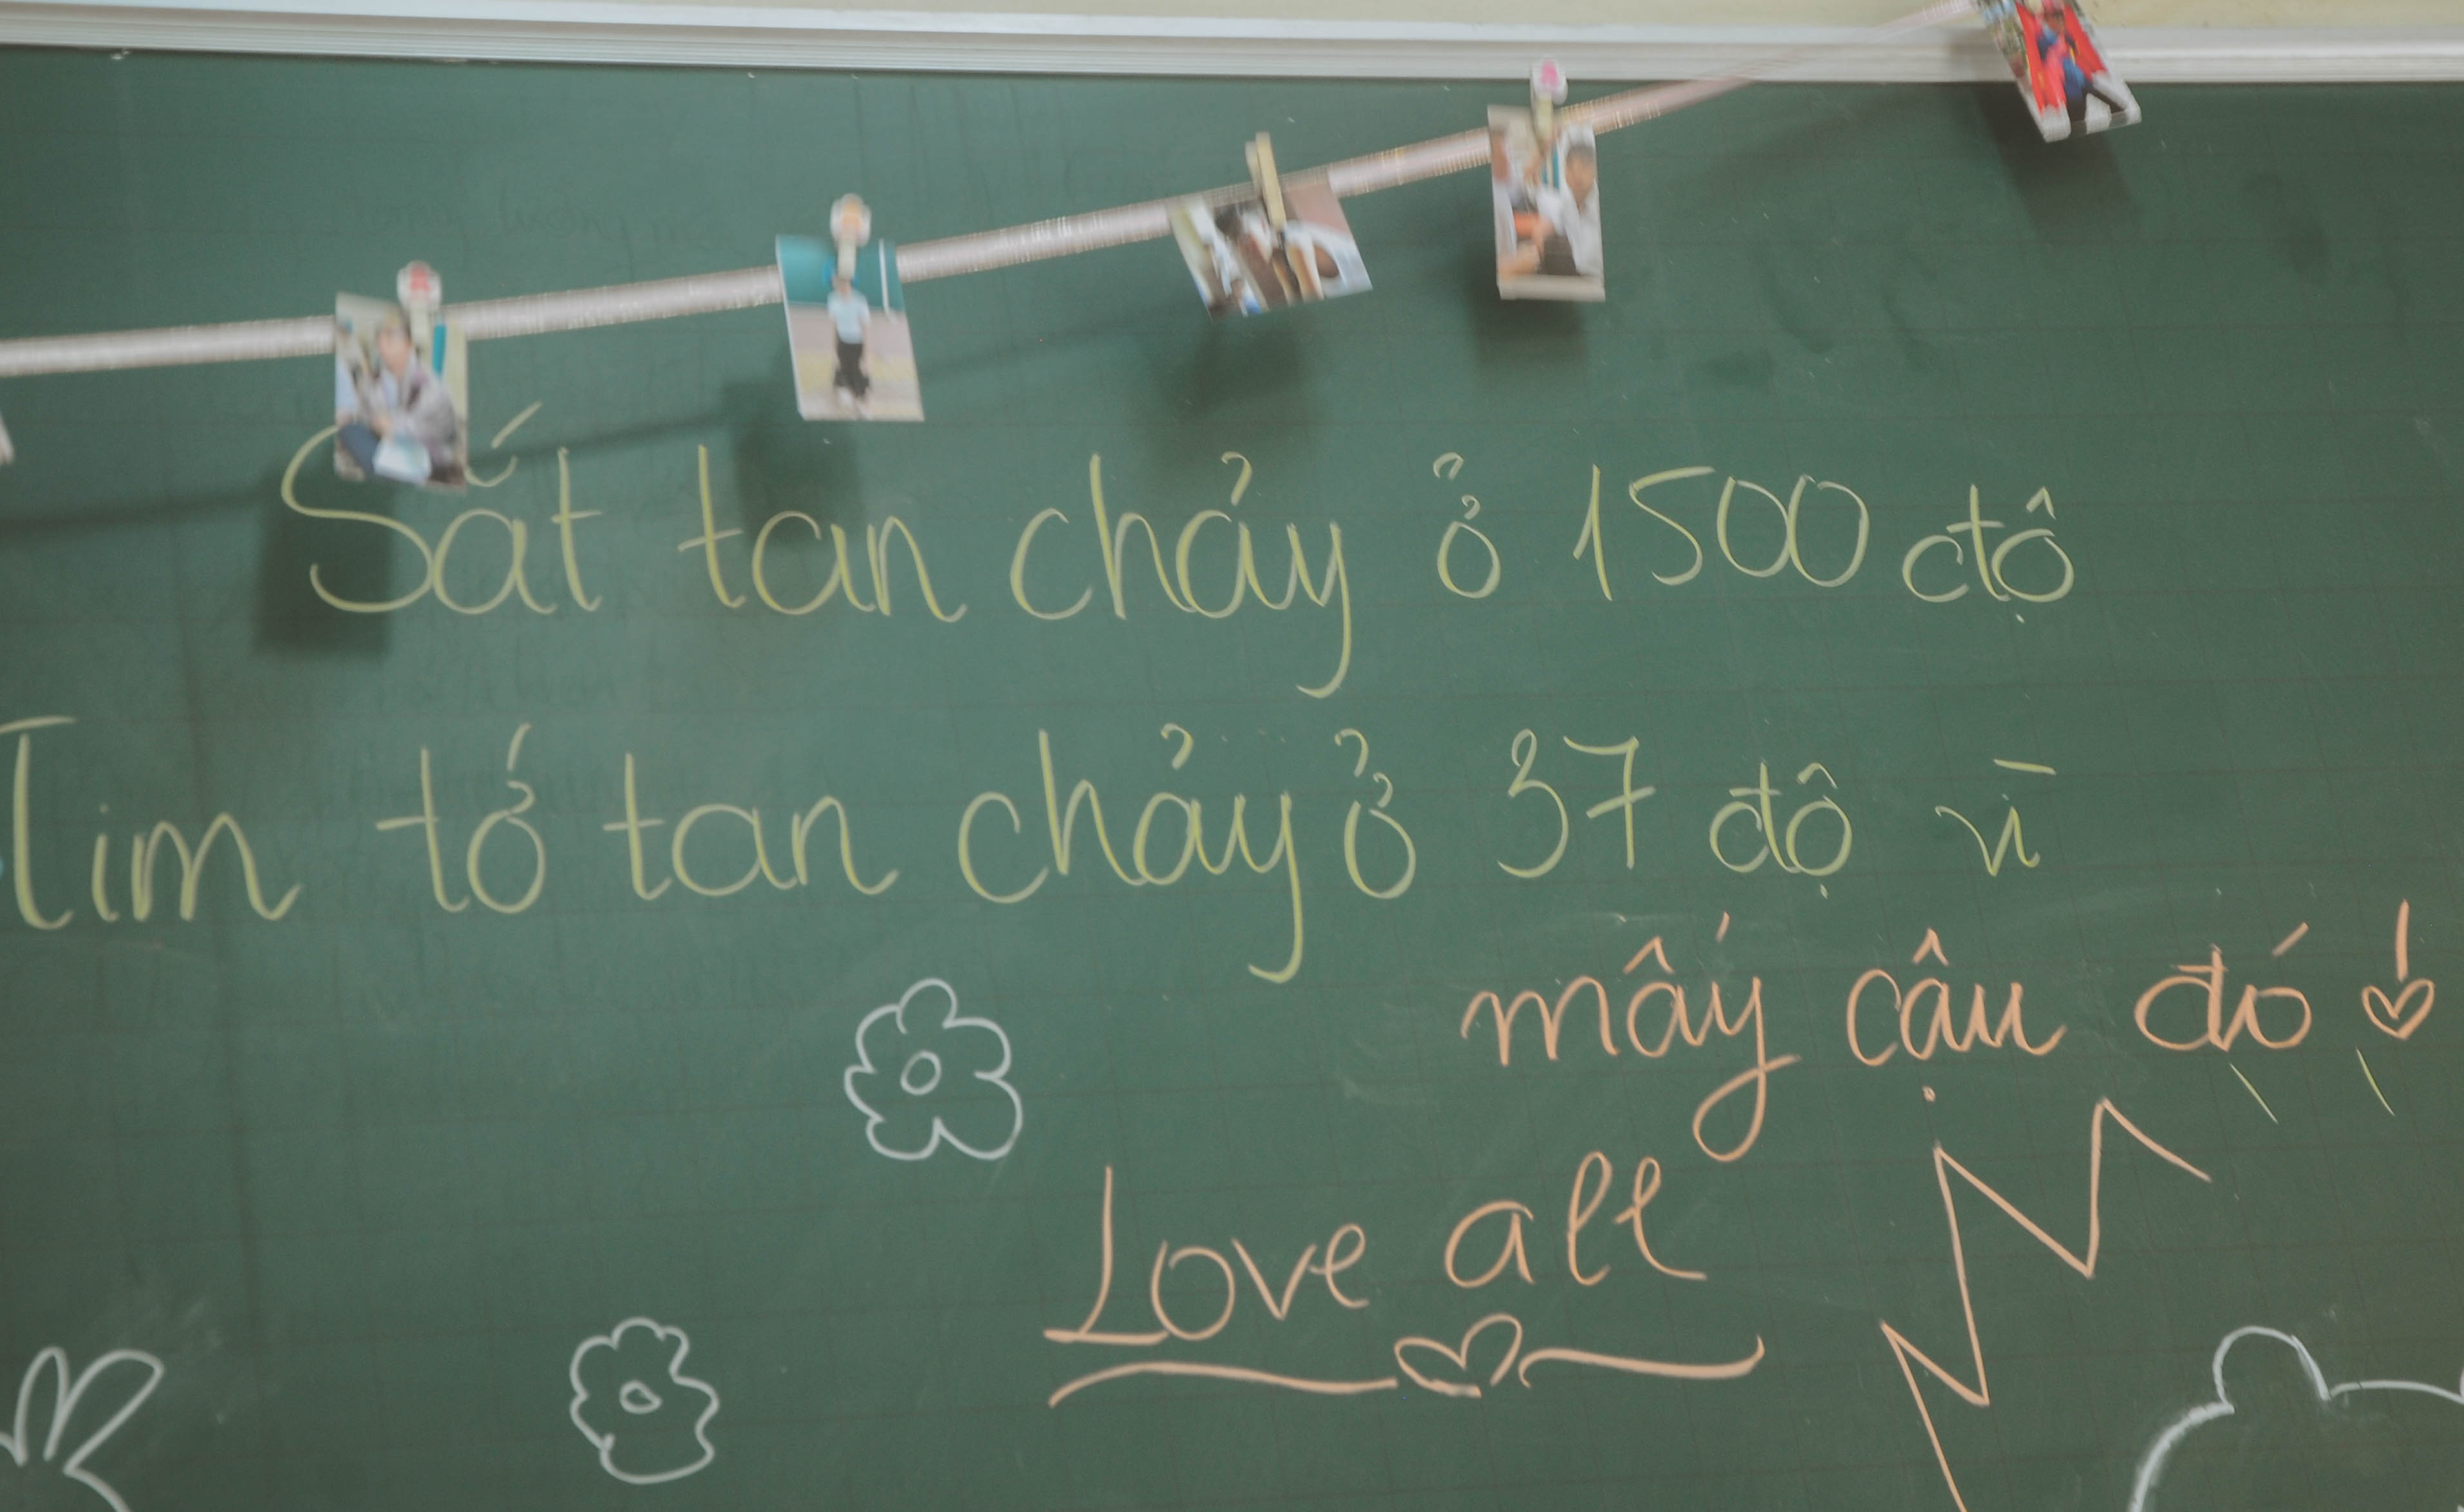 Sắt tan chảy ở 1500 độ
Tim tớ tan chảy ở 37 độ vì
mấy cậu đó!
Love all